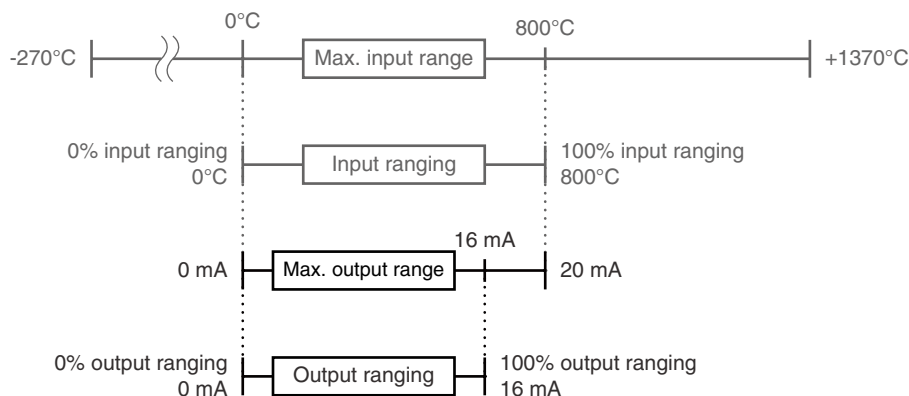 0°C
800°C
-270°C
Max. input range
+1370°C
0% input ranging
0°C
Input ranging
100% input ranging
800°C
16 mA
0 mA
Max. output range
20 mA
0% output ranging
0 mA
Output ranging
100% output ranging
16 mA